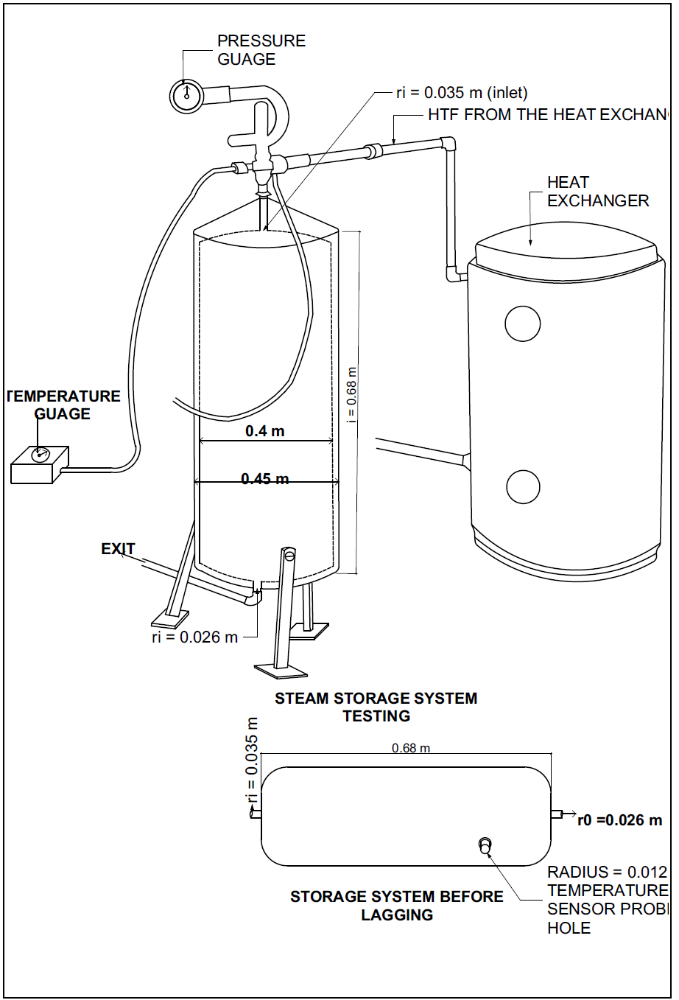 PRESSURE
GUAGE
ri = 0.035 m (inlet)
HTF FROM THE HEAT EXCHAN
HEAT
EXCHANGER
i = 0.68 m
TEMPERATURE
GUAGE
0.4 m
0.45 m
EXIT
ri = 0.026 m
STEAM STORAGE SYSTEM
TESTING
ri = 0.035 m
0.68 m
r0 =0.026 m
RADIUS = 0.012
TEMPERATURE
SENSOR PROB
HOLE
STORAGE SYSTEM BEFORE
LAGGING